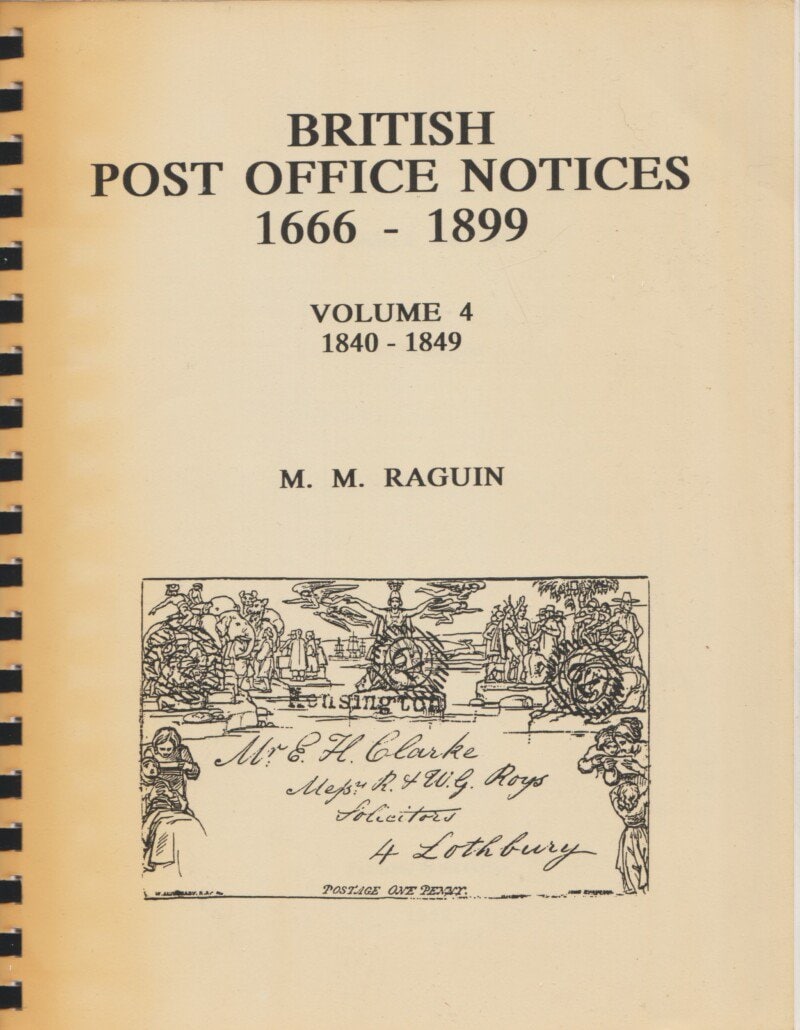 BRITISH
POST OFFICE NOTICES
1666 - 1899
VOLUME 4
1840 - 1849
M. M. RAGUIN
Kensington
Mr E. H. Clarke
Messrs R. & W. G. Roys
Solicitors
4 Lothbury
POSTAGE ONE PENNY.